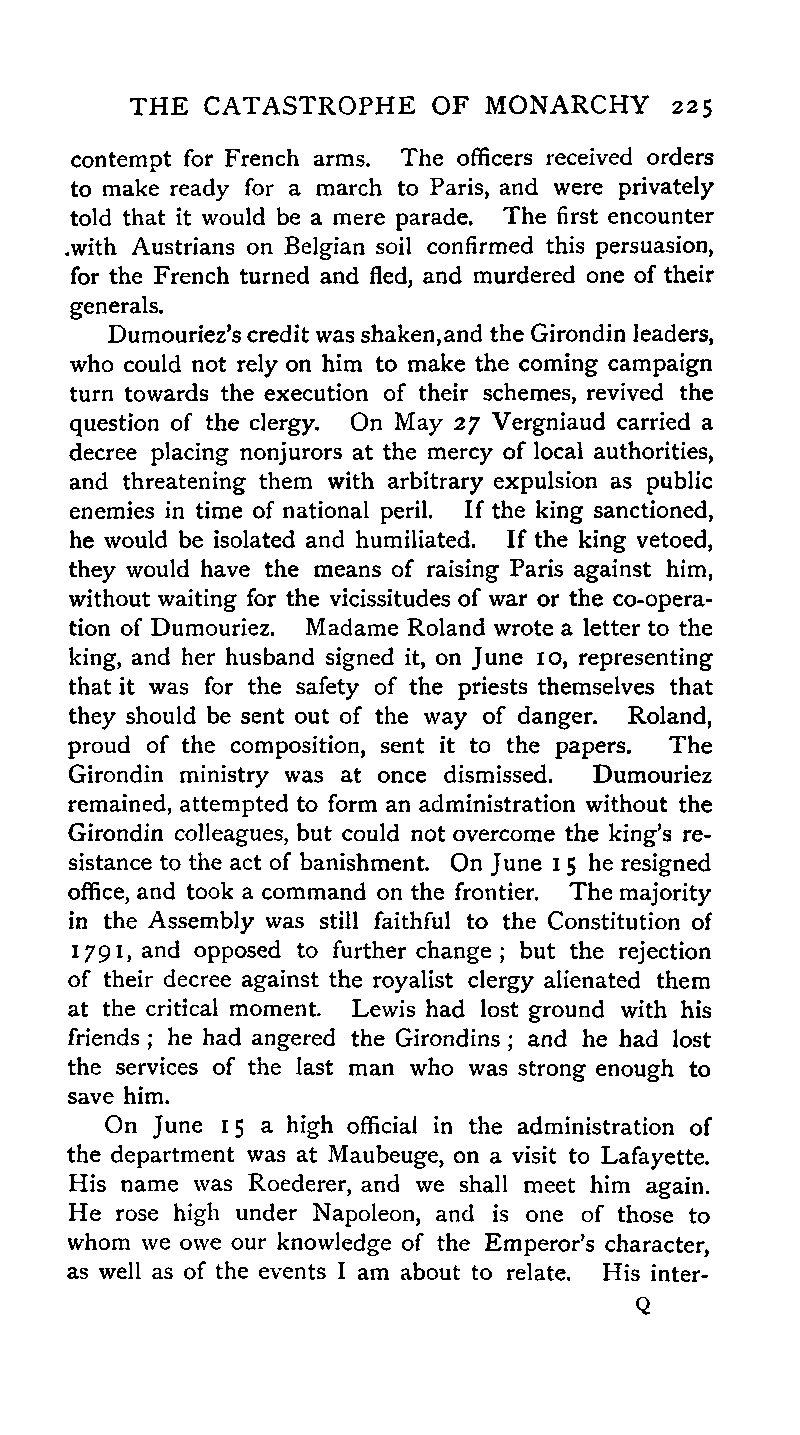 THE CATASTROPHE OF MONARCHY 225
contempt for French arms. The officers received orders
to make ready for a march to Paris, and were privately
told that it would be a mere parade. The first encounter
.with Austrians on Belgian soil confirmed this persuasion,
for the French turned and fled, and murdered one of their
generals.
Dumouriez's credit was shaken,and the Girondin leaders,
who could not rely on him to make the coming campaign
turn towards the execution of their schemes, revived the
question of the clergy. On May 27 Vergniaud carried a
decree placing nonjurors at the mercy of local authorities,
and threatening them with arbitrary expulsion as public
enemies in time of national peril. If the king sanctioned,
he would be isolated and humiliated. If the king vetoed,
they would have the means of raising Paris against him,
without waiting for the vicissitudes of war or the co-opera-
tion of Dumouriez. Madame Roland wrote a letter to the
king, and her husband signed it, on June 10, representing
that it was for the safety of the priests themselves that
they should be sent out of the way of danger. Roland,
proud of the composition, sent it to the papers. The
Girondin ministry was at once dismissed. Dumouriez
remained, attempted to form an administration without the
Girondin colleagues, but could not overcome the king's re-
sistance to the act of banishment. On June 15 he resigned
office, and took a command on the frontier. The majority
in the Assembly was still faithful to the Constitution of
1791, and opposed to further change ; but the rejection
of their decree against the royalist clergy alienated them
at the critical moment. Lewis had lost ground with his
friends ; he had angered the Girondins ; and he had lost
the services of the last man who was strong enough to
save him.
On June 15 a high official in the administration of
the department was at Maubeuge, on a visit to Lafayette.
His name was Roederer, and we shall meet him again.
He rose high under Napoleon, and is one of those to
whom we owe our knowledge of the Emperor's character,
as well as of the events I am about to relate. His inter-
Q